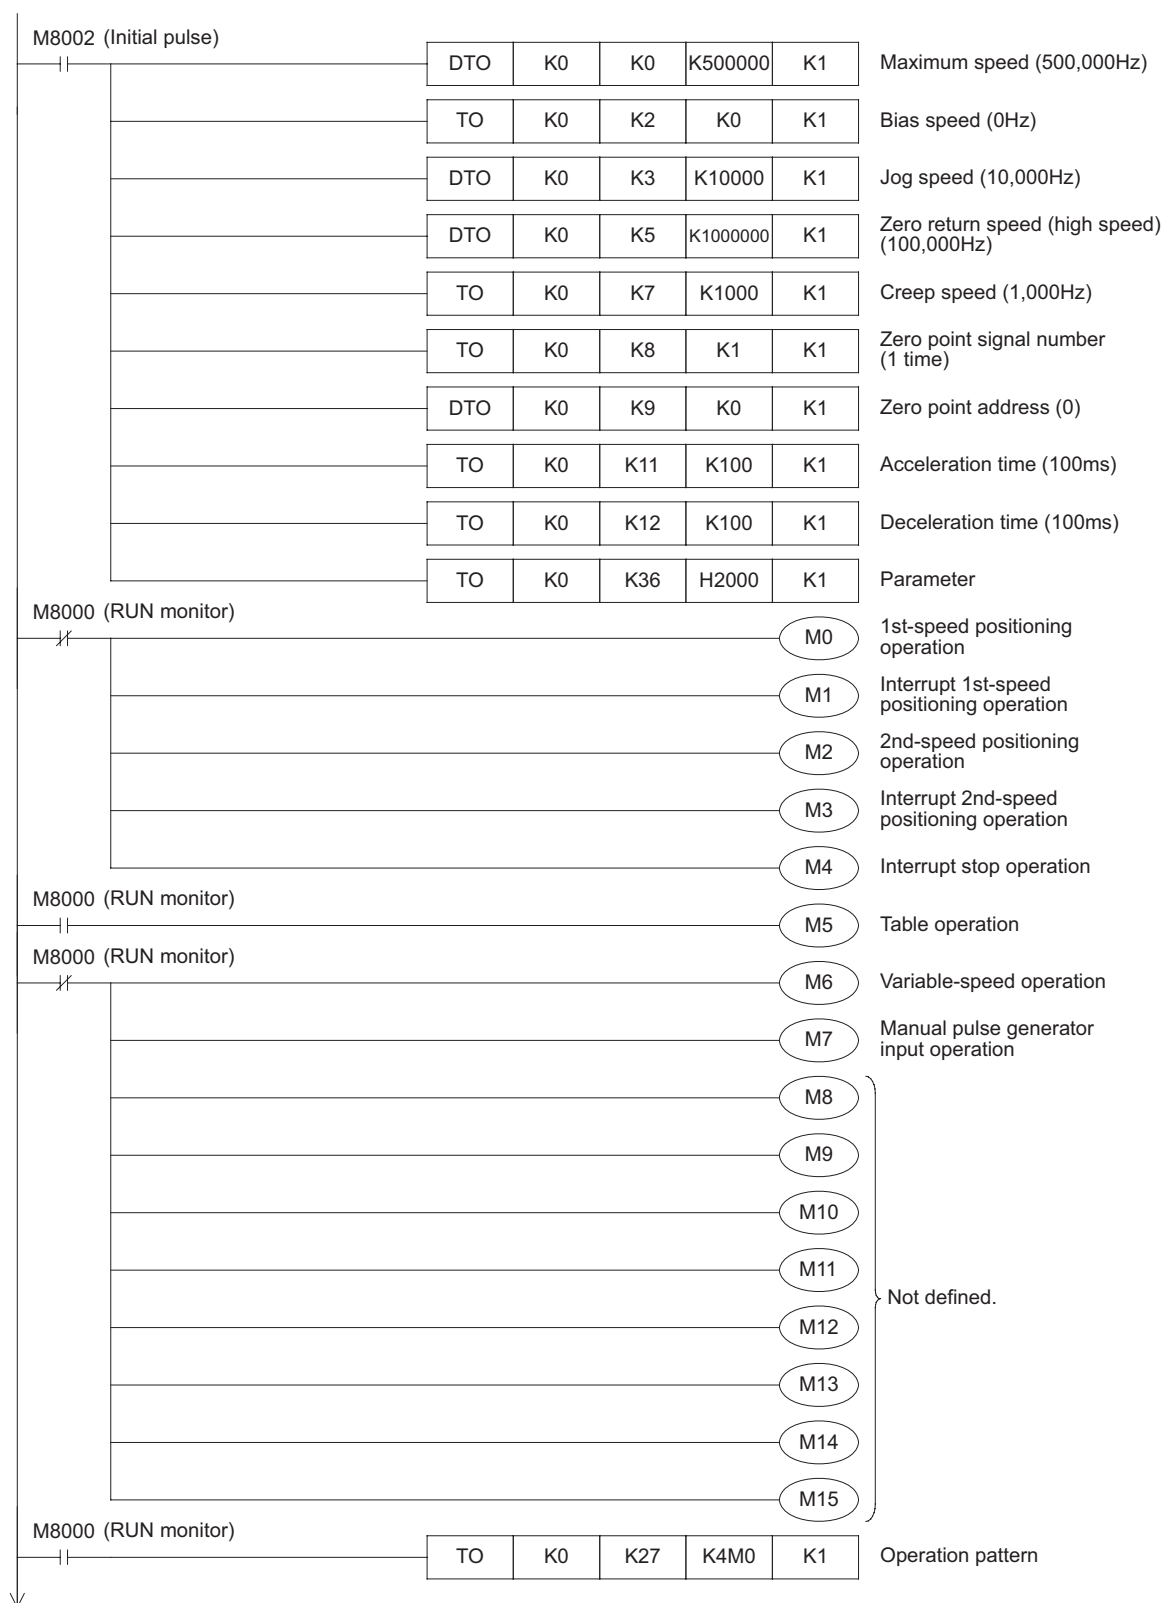 M8002 (Initial pulse)
DTO K0 K0 K500000 K1 Maximum speed (500,000Hz)
TO K0 K2 K0 K1 Bias speed (0Hz)
DTO K0 K3 K10000 K1 Jog speed (10,000Hz)
DTO K0 K5 K1000000 K1 Zero return speed (high speed)
(100,000Hz)
TO K0 K7 K1000 K1 Creep speed (1,000Hz)
TO K0 K8 K1 K1 Zero point signal number
(1 time)
DTO K0 K9 K0 K1 Zero point address (0)
TO K0 K11 K100 K1 Acceleration time (100ms)
TO K0 K12 K100 K1 Deceleration time (100ms)
TO K0 K36 H2000 K1 Parameter
M8000 (RUN monitor)
M0 1st-speed positioning
operation
M1 Interrupt 1st-speed
positioning operation
M2 2nd-speed positioning
operation
M3 Interrupt 2nd-speed
positioning operation
M4 Interrupt stop operation
M8000 (RUN monitor)
M5 Table operation
M8000 (RUN monitor)
M6 Variable-speed operation
M7 Manual pulse generator
input operation
M8
M9
M10
M11
Not defined.
M12
M13
M14
M15
M8000 (RUN monitor)
TO K0 K27 K4M0 K1 Operation pattern